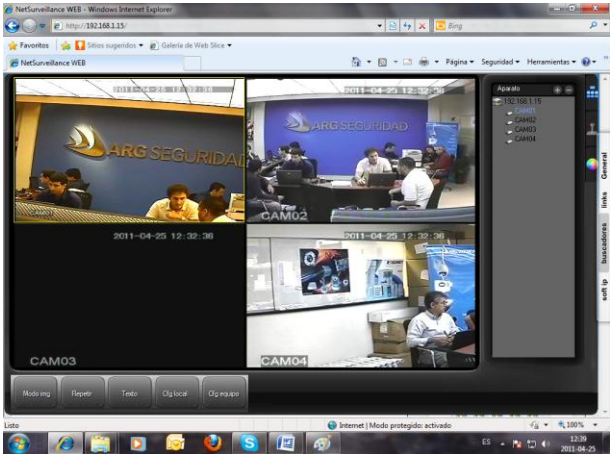 NetSurveillance WEB - Windows Internet Explorer
http://192.168.1.15/
Bing
Favoritos
Sitios sugeridos
Galería de Web Slice
NetSurveillance WEB
Página
Seguridad
Herramientas
2011-04-25 12:32:36
ARG SEGURIDAD
CAM01
2011-04-25 12:32:36
ARG SEGURIDAD
CAM02
2011-04-25 12:32:36
CAM03
2011-04-25 12:32:36
CAM04
Aparato
192.168.1.15
CAM01
CAM02
CAM03
CAM04
General
links
buscadores
soft ip
Modo img
Repetir
Texto
Cfg local
Cfg equipo
Listo
Internet | Modo protegido: activado
100%
ES
12:39
2011-04-25